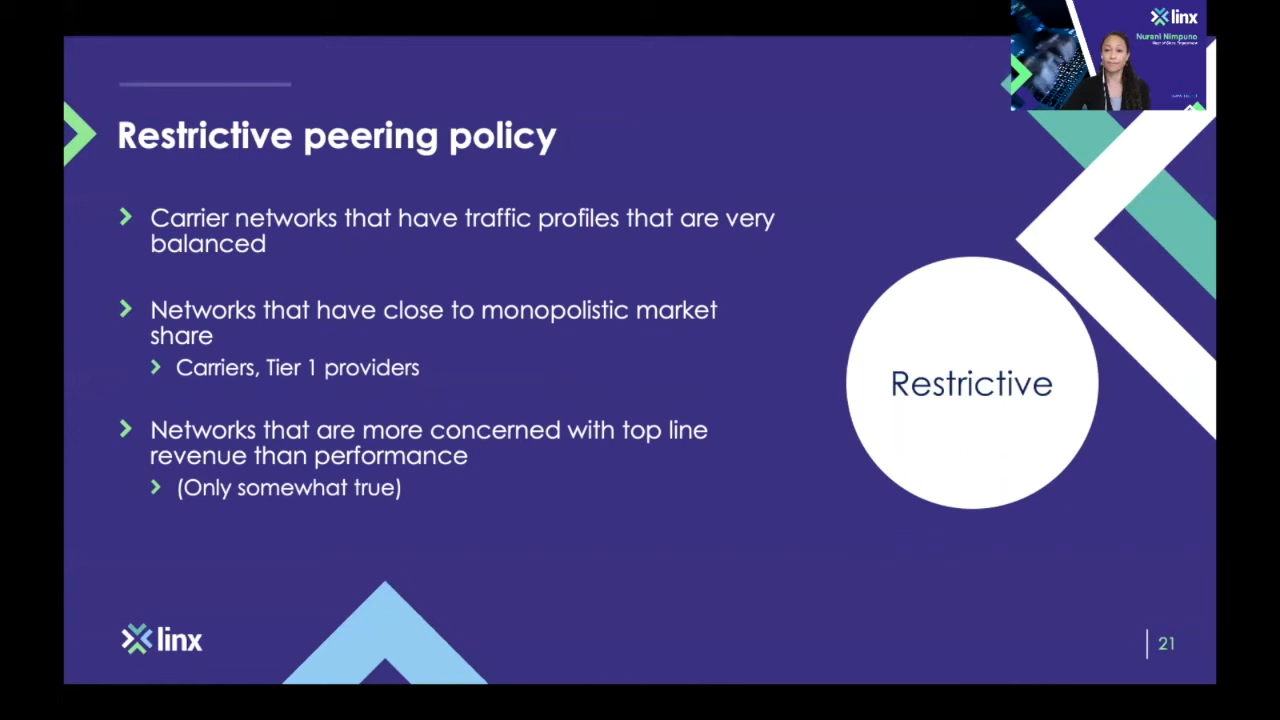 linx
Nurani Nimpuno
Restrictive peering policy
Carrier networks that have traffic profiles that are very
balanced
Networks that have close to monopolistic market
share
Carriers, Tier 1 providers
Networks that are more concerned with top line
revenue than performance
(Only somewhat true)
Restrictive
linx
21